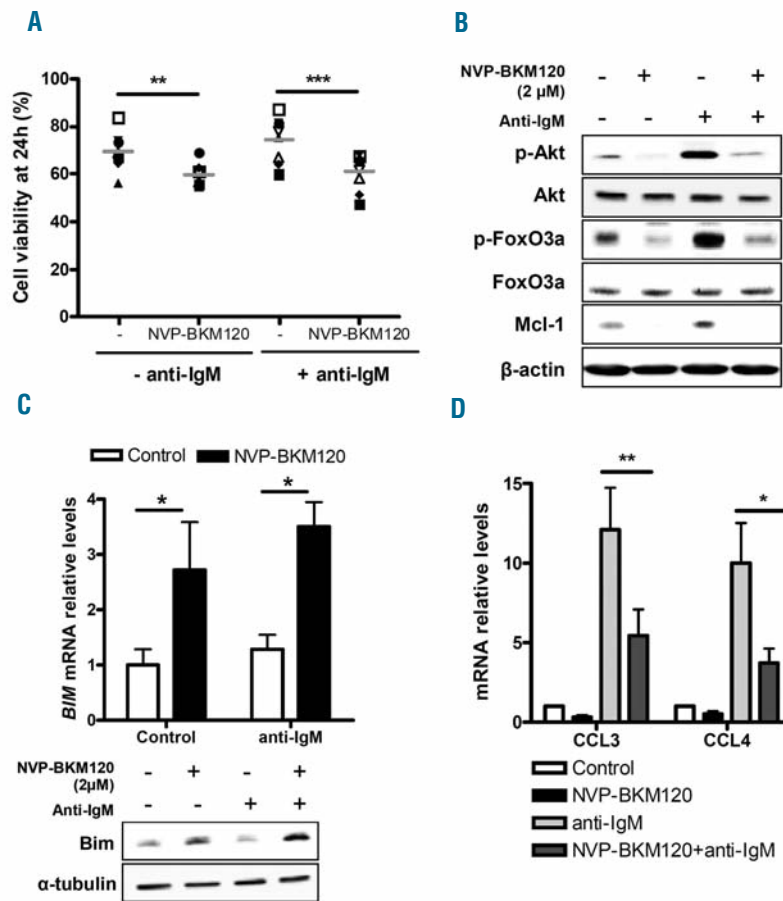 A
Cell viability at 24h (%)
100
80
60
40
20
0
**
***
- NVP-BKM120 - NVP-BKM120
- anti-IgM + anti-IgM
B
NVP-BKM120 - + - +
(2 μM)
Anti-IgM - - + +
p-Akt
Akt
p-FoxO3a
FoxO3a
Mcl-1
β-actin
C
Control NVP-BKM120
BIM mRNA relative levels
4
3
2
1
0
*
*
Control anti-IgM
NVP-BKM120 - + - +
(2μM)
Anti-IgM - - + +
Bim
α-tubulin
D
mRNA relative levels
15
10
5
0
**
*
CCL3 CCL4
Control
NVP-BKM120
anti-IgM
NVP-BKM120+anti-IgM